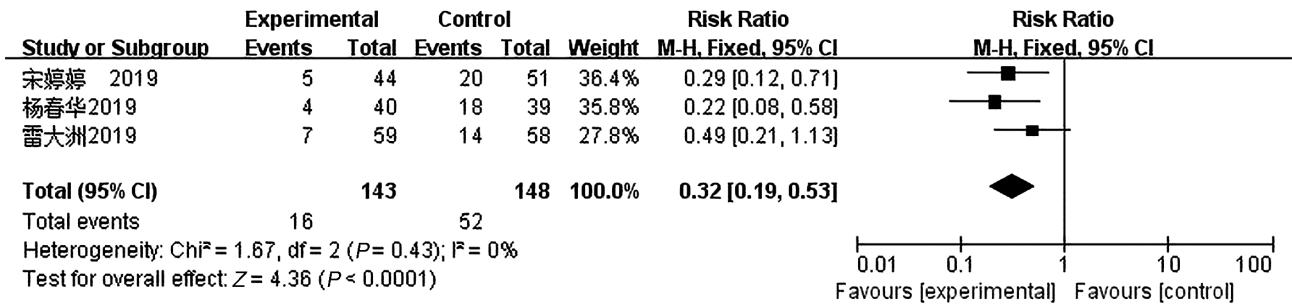 Experimental Control Risk Ratio Risk Ratio
Study or Subgroup Events Total Events Total Weight M-H, Fixed, 95% CI M-H, Fixed, 95% CI
宋婷婷 2019 5 44 20 51 36.4% 0.29 [0.12, 0.71]
杨春华2019 4 40 18 39 35.8% 0.22 [0.08, 0.58]
雷大洲2019 7 59 14 58 27.8% 0.49 [0.21, 1.13]
Total (95% CI) 143 148 100.0% 0.32 [0.19, 0.53]
Total events 16 52
Heterogeneity: Chi² = 1.67, df = 2 (P = 0.43); I² = 0%
Test for overall effect: Z = 4.36 (P < 0.0001)
0.01 0.1 1 10 100
Favours [experimental] Favours [control]